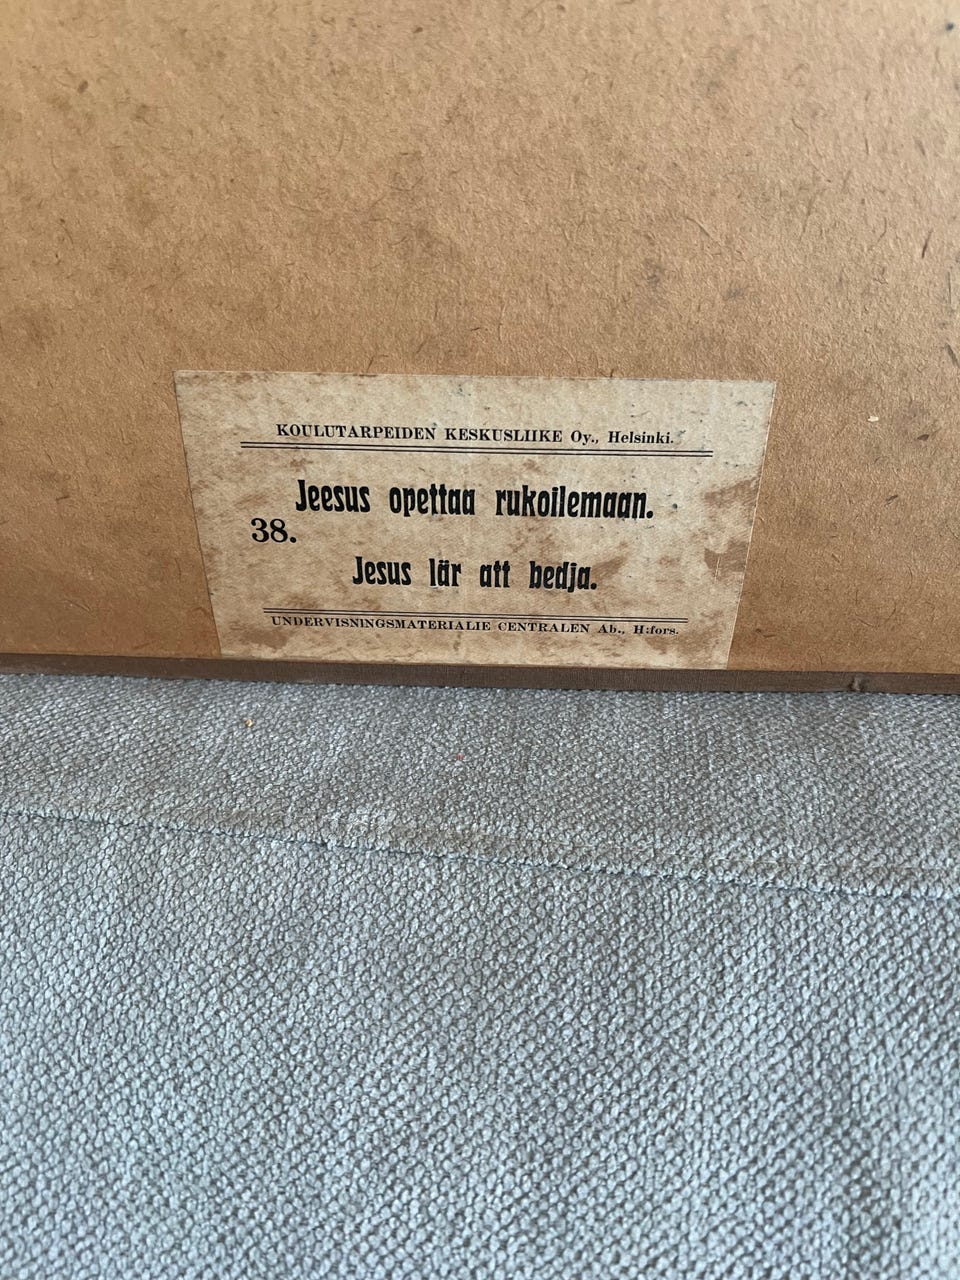 KOULUTARPEIDEN KESKUSLIIKE Oy., Helsinki.
Jeesus opettaa rukoilemaan.
38.
Jesus lär att bedja.
UNDERVISNINGSMATERIALIE CENTRALEN Ab., H:fors.